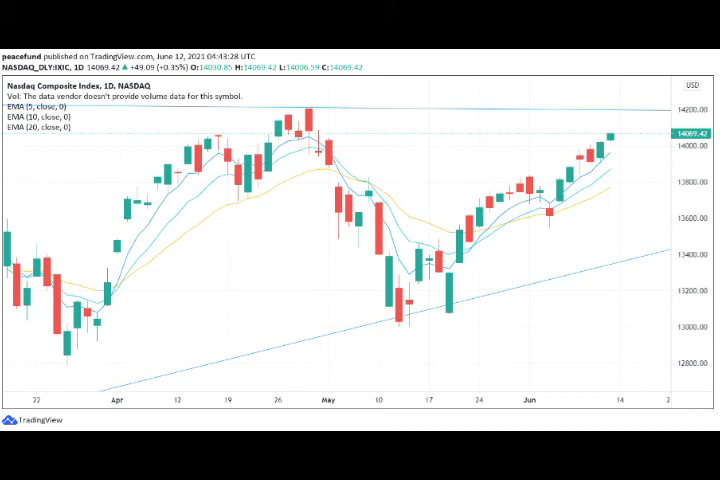 peacefund published on TradingView.com, June 12, 2021 04:43:28 UTC
NASDAQ_DLY:IXIC, 1D 14069.42 ▲ +49.09 (+0.35%) O:14030.85 H:14069.42 L:14006.59 C:14069.42
Nasdaq Composite Index, 1D, NASDAQ
USD
Vol: The data vendor doesn't provide volume data for this symbol.
EMA (5, close, 0)
EMA (10, close, 0)
EMA (20, close, 0)
14200.00
14069.42
14000.00
13800.00
13600.00
13400.00
13200.00
13000.00
12800.00
22 Apr 12 19 26 May 10 17 24 Jun 14 2
TradingView